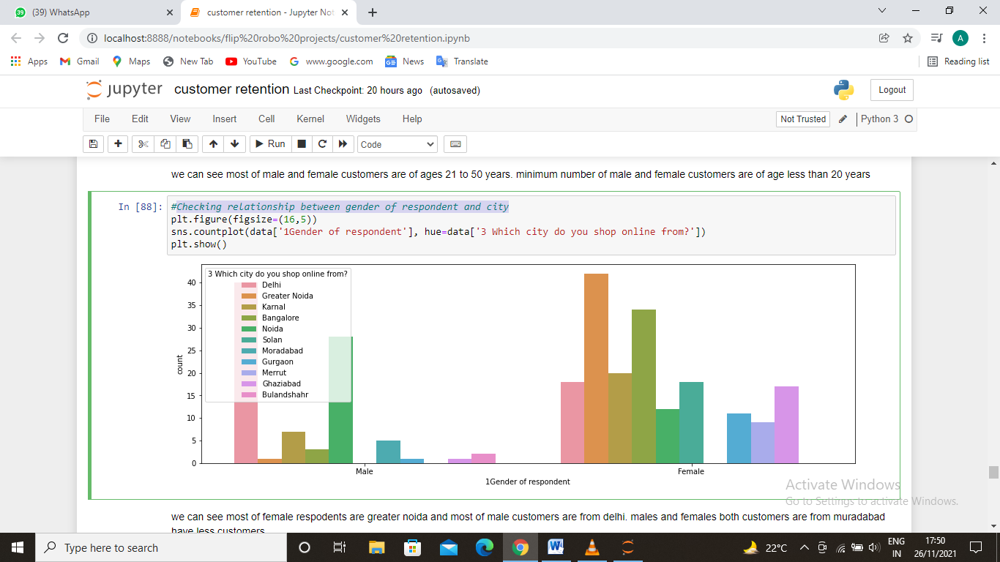 (39) WhatsApp
customer retention - Jupyter Not
localhost:8888/notebooks/flip%20robo%20projects/customer%20retention.ipynb
A
Apps Gmail Maps New Tab YouTube www.google.com News Translate Reading list
jupyter customer retention Last Checkpoint: 20 hours ago (autosaved) Logout
File Edit View Insert Cell Kernel Widgets Help Not Trusted Python 3
Run Code
we can see most of male and female customers are of ages 21 to 50 years. minimum number of male and female customers are of age less than 20 years
In [88]: #Checking relationship between gender of respondent and city
plt.figure(figsize=(16,5))
sns.countplot(data['1Gender of respondent'], hue=data['3 Which city do you shop online from?'])
plt.show()
3 Which city do you shop online from?
Delhi
Greater Noida
Karnal
Bangalore
Noida
Solan
Moradabad
Gurgaon
Merrut
Ghaziabad
Bulandshahr
40
35
30
25
20
15
10
5
0
count
Male Female
1Gender of respondent
Activate Windows
Go to Settings to activate Windows.
we can see most of female respodents are greater noida and most of male customers are from delhi. males and females both customers are from muradabad
have less customers
Type here to search
22°C
ENG
IN
17:50
26/11/2021